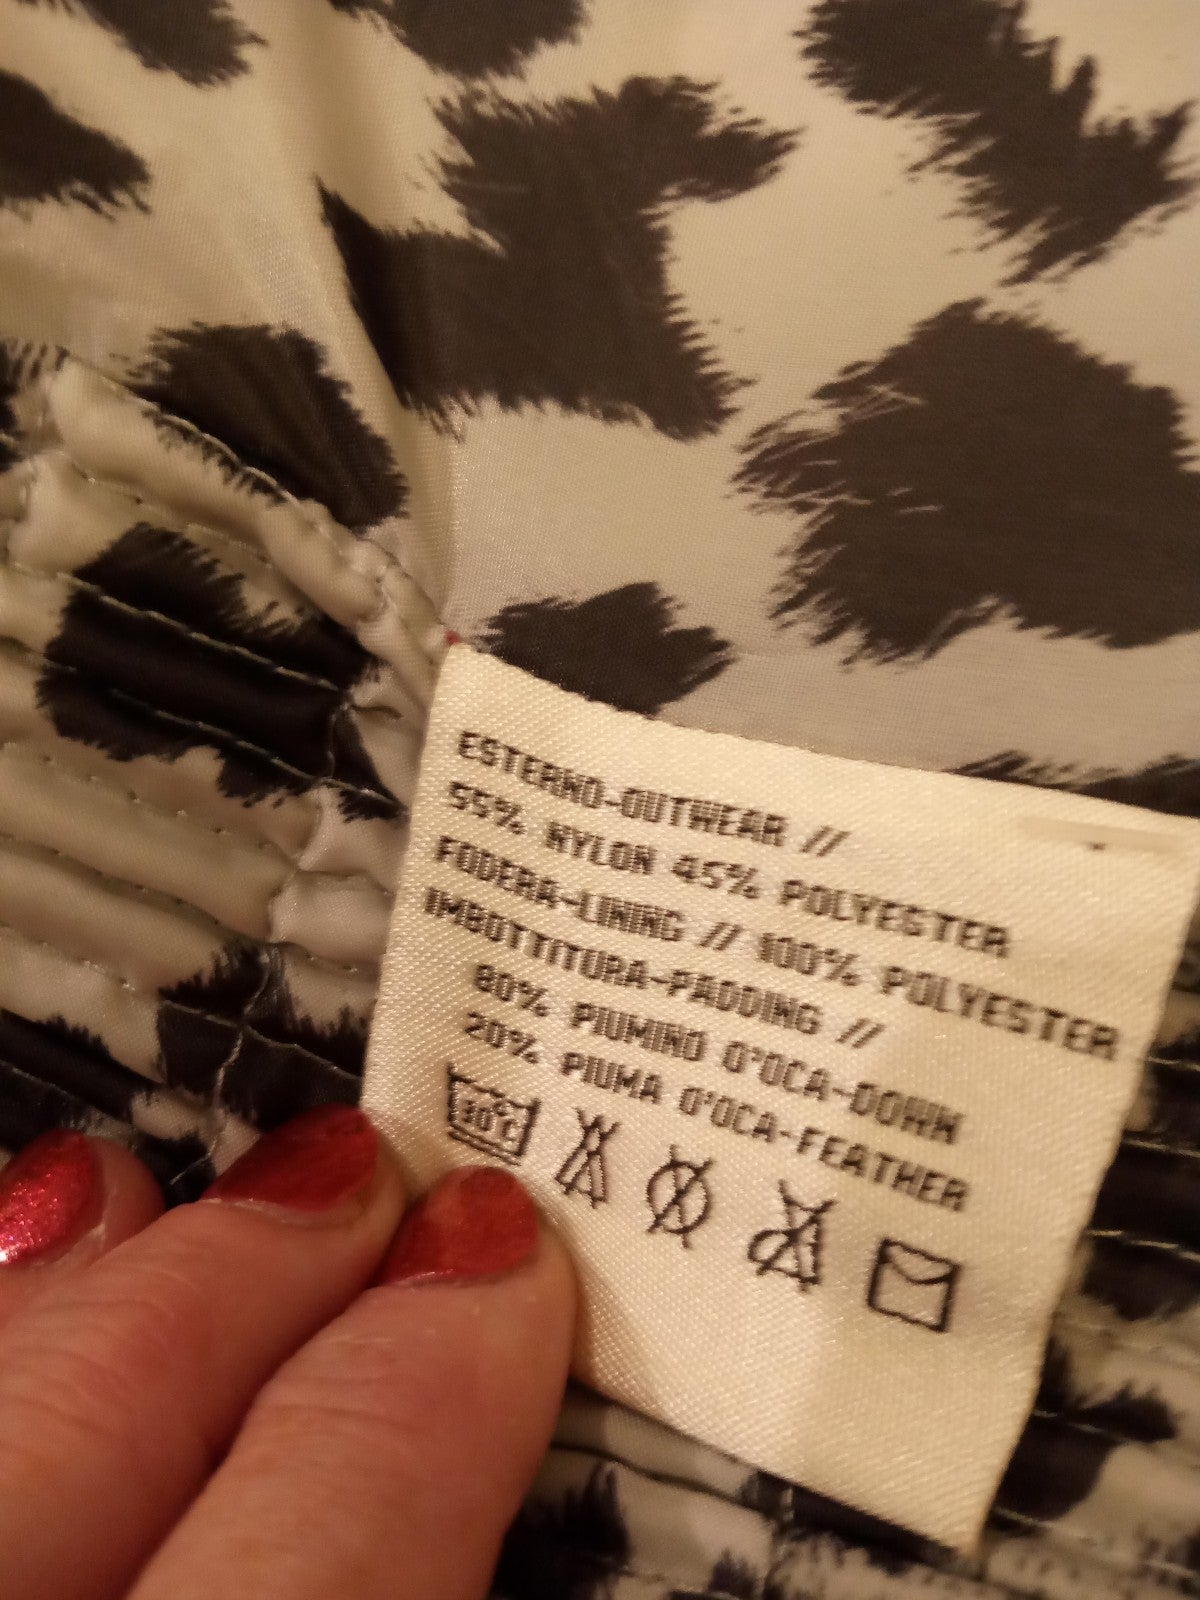 ESTERNO-OUTWEAR //
55% NYLON 45% POLYESTER
FODERA-LINING // 100% POLYESTER
IMBOTTITURA-PADDING //
80% PIUMINO D'OCA-DOWN
20% PIUMA D'OCA-FEATHER
30°C